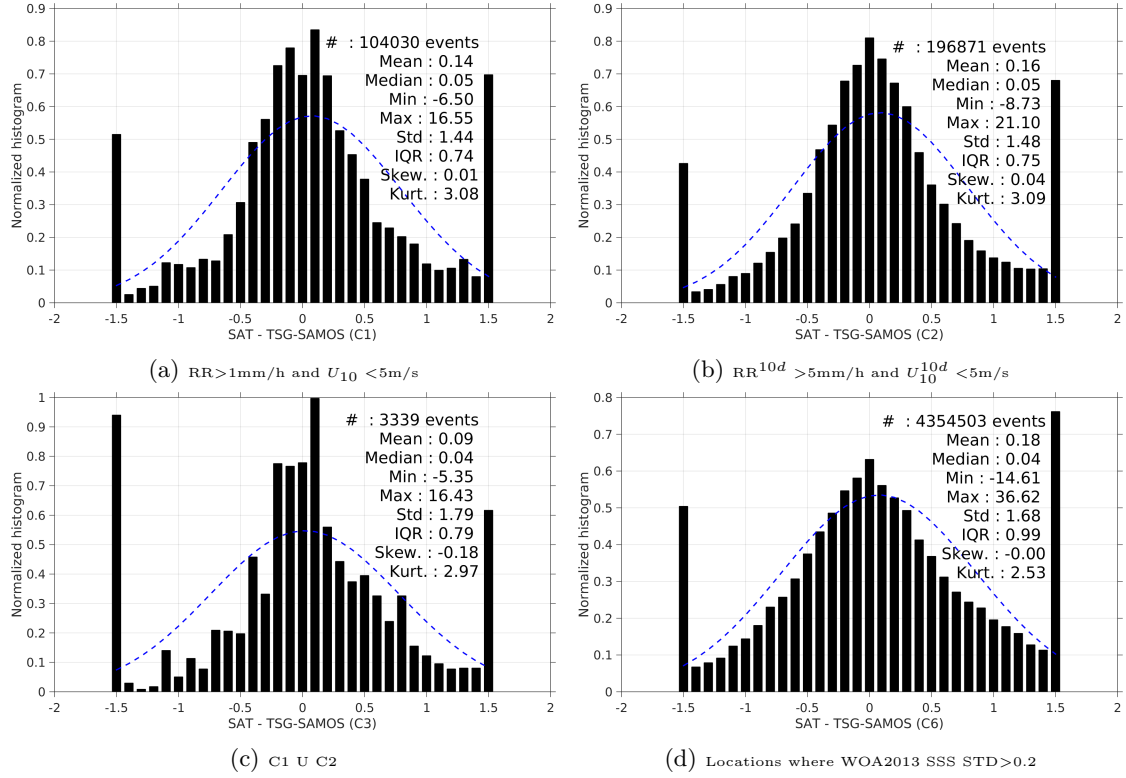 0.9
0.8
0.7
0.6
0.5
0.4
0.3
0.2
0.1
0
Normalized histogram
# : 104030 events
Mean : 0.14
Median : 0.05
Min : -6.50
Max : 16.55
Std : 1.44
IQR : 0.74
Skew. : 0.01
Kurt. : 3.08
-2 -1.5 -1 -0.5 0 0.5 1 1.5 2
SAT - TSG-SAMOS (C1)
(a) RR>1mm/h and U10 <5m/s
0.9
0.8
0.7
0.6
0.5
0.4
0.3
0.2
0.1
0
Normalized histogram
# : 196871 events
Mean : 0.16
Median : 0.05
Min : -8.73
Max : 21.10
Std : 1.48
IQR : 0.75
Skew. : 0.04
Kurt. : 3.09
-2 -1.5 -1 -0.5 0 0.5 1 1.5 2
SAT - TSG-SAMOS (C2)
(b) RR^10d >5mm/h and U10^10d <5m/s
1
0.9
0.8
0.7
0.6
0.5
0.4
0.3
0.2
0.1
0
Normalized histogram
# : 3339 events
Mean : 0.09
Median : 0.04
Min : -5.35
Max : 16.43
Std : 1.79
IQR : 0.79
Skew. : -0.18
Kurt. : 2.97
-2 -1.5 -1 -0.5 0 0.5 1 1.5 2
SAT - TSG-SAMOS (C3)
(c) C1 U C2
0.8
0.7
0.6
0.5
0.4
0.3
0.2
0.1
0
Normalized histogram
# : 4354503 events
Mean : 0.18
Median : 0.04
Min : -14.61
Max : 36.62
Std : 1.68
IQR : 0.99
Skew. : -0.00
Kurt. : 2.53
-2 -1.5 -1 -0.5 0 0.5 1 1.5 2
SAT - TSG-SAMOS (C6)
(d) Locations where WOA2013 SSS STD>0.2